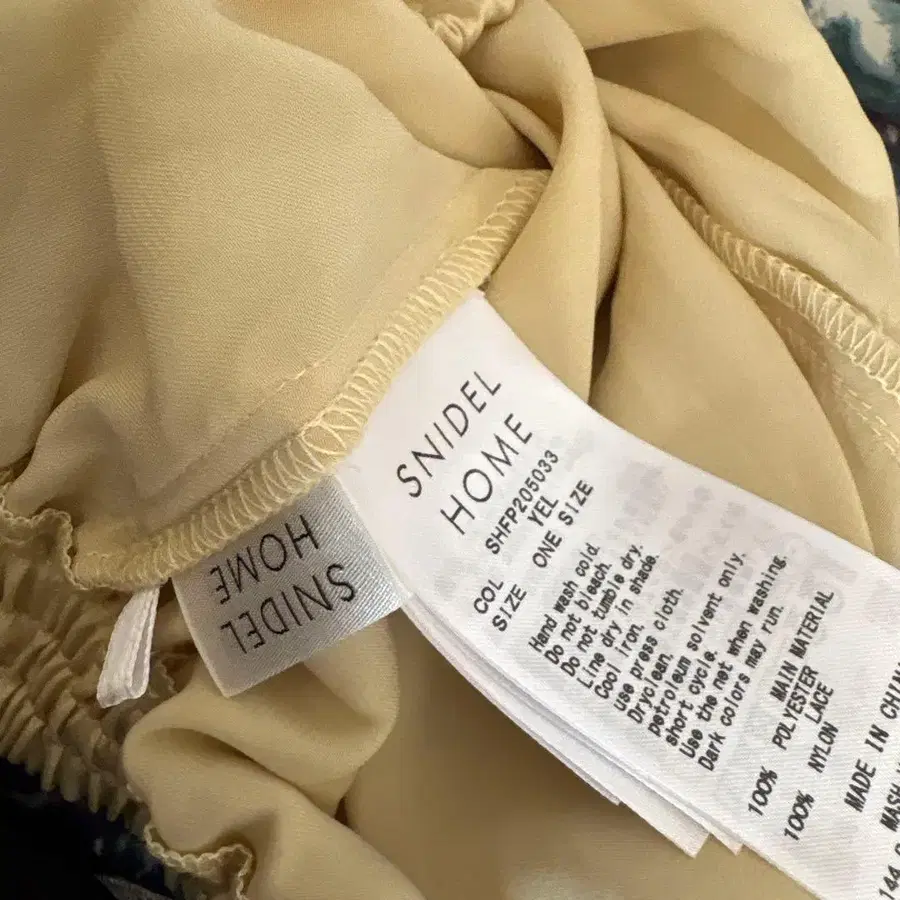 SNIDEL
HOME
SHFP205033
COL YEL
SIZE ONE SIZE
Hand wash cold.
Do not bleach.
Do not tumble dry.
Line dry in shade.
Cool iron.
use press cloth.
Dryclean.
petroleum solvent only.
short cycle.
Use the net when washing.
Dark colors may run.
MAIN MATERIAL
100% POLYESTER
LACE
100% NYLON
MADE IN
MASH
144
SNIDEL
HOME